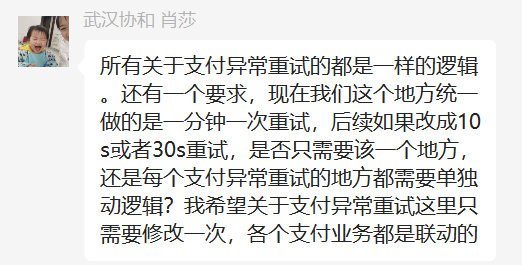 武汉协和 肖莎
所有关于支付异常重试的都是一样的逻辑
。还有一个要求，现在我们这个地方统一
做的是一分钟一次重试，后续如果改成10
s或者30s重试，是否只需要该一个地方，
还是每个支付异常重试的地方都需要单独
动逻辑？我希望关于支付异常重试这里只
需要修改一次，各个支付业务都是联动的